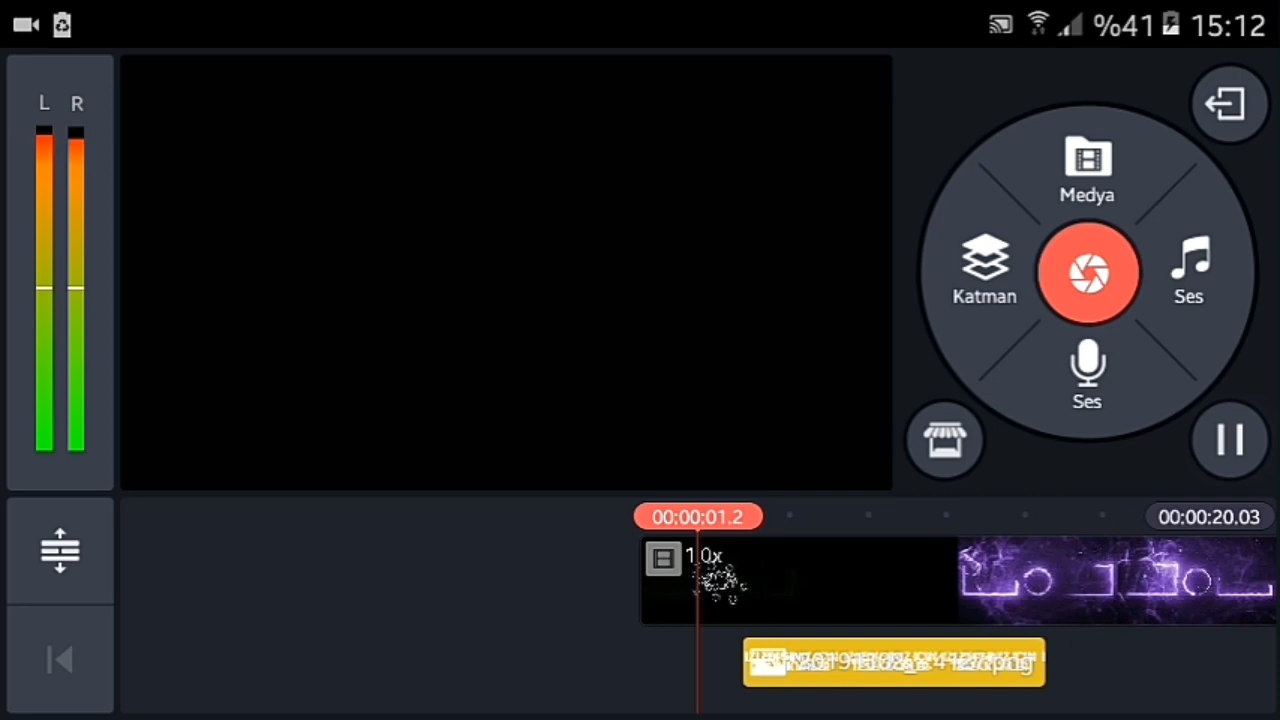 %41 15:12
L R
Medya
Katman
Ses
Ses
00:00:01.2
00:00:20.03
1.0x